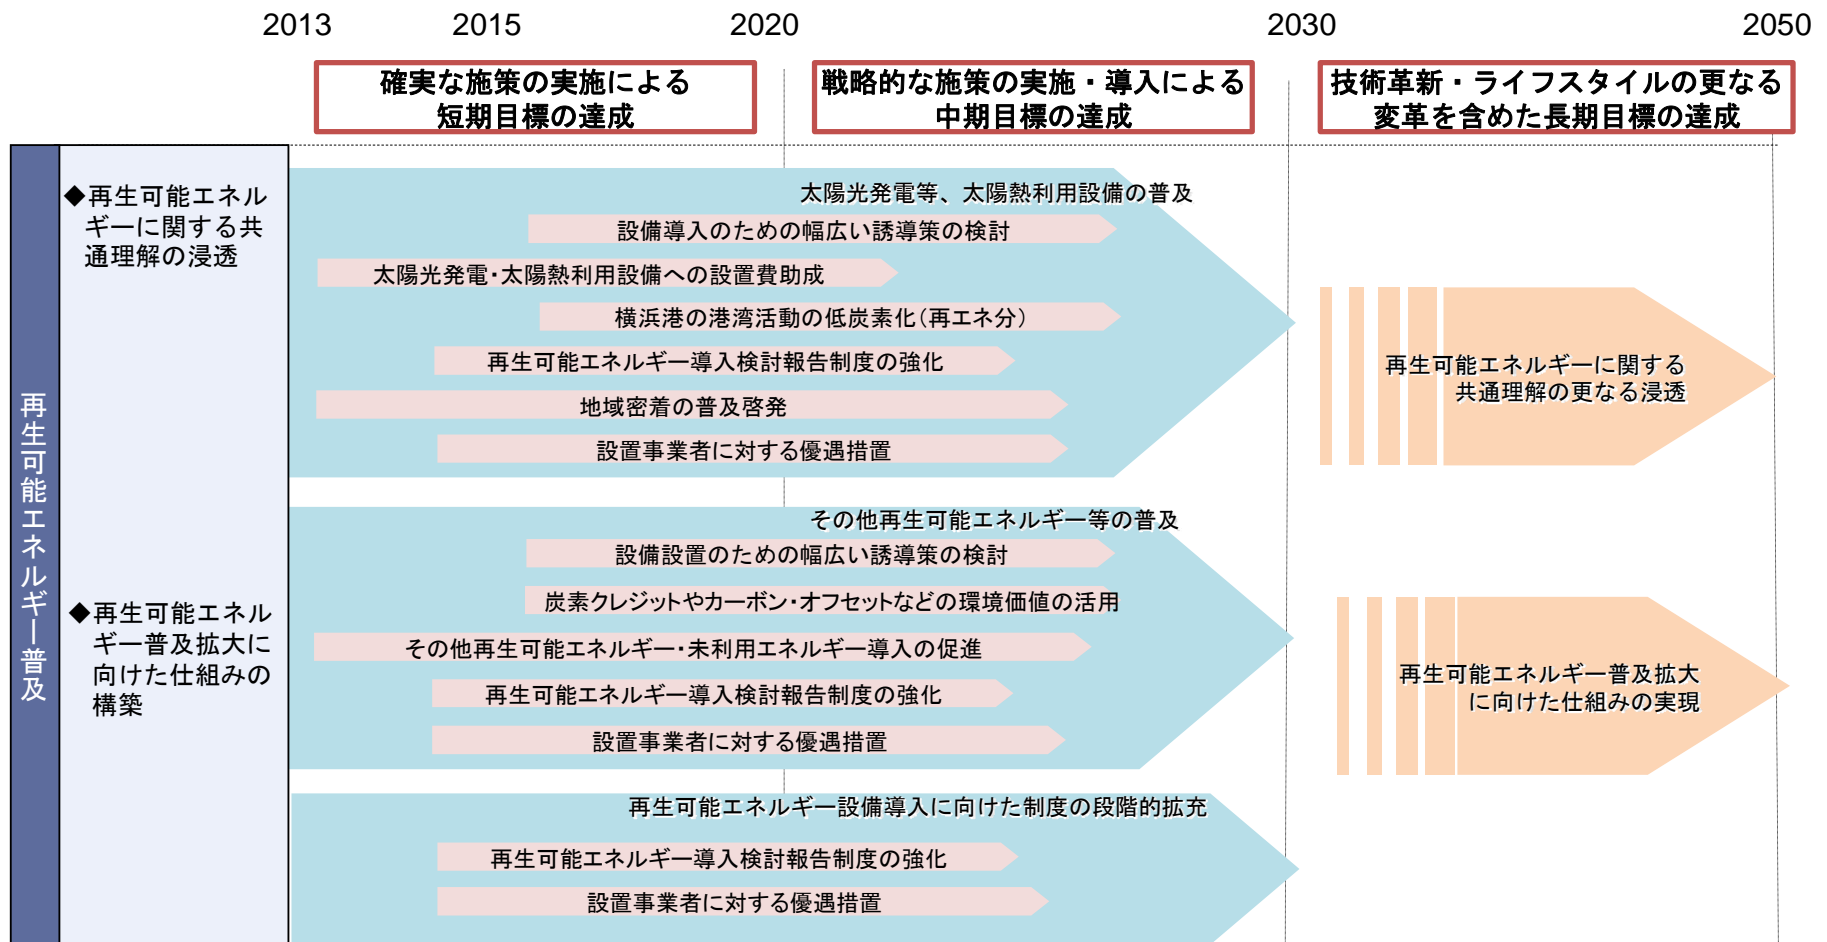 2013
2015
2020
2030
2050
確実な施策の実施による
短期目標の達成
戦略的な施策の実施・導入による
中期目標の達成
技術革新・ライフスタイルの更なる
変革を含めた長期目標の達成
再生可能エネルギー普及
◆再生可能エネル
ギーに関する共
通理解の浸透
◆再生可能エネル
ギー普及拡大に
向けた仕組みの
構築
太陽光発電等、太陽熱利用設備の普及
設備導入のための幅広い誘導策の検討
太陽光発電・太陽熱利用設備への設置費助成
横浜港の港湾活動の低炭素化（再エネ分）
再生可能エネルギー導入検討報告制度の強化
地域密着の普及啓発
設置事業者に対する優遇措置
その他再生可能エネルギー等の普及
設備設置のための幅広い誘導策の検討
炭素クレジットやカーボン・オフセットなどの環境価値の活用
その他再生可能エネルギー・未利用エネルギー導入の促進
再生可能エネルギー導入検討報告制度の強化
設置事業者に対する優遇措置
再生可能エネルギー設備導入に向けた制度の段階的拡充
再生可能エネルギー導入検討報告制度の強化
設置事業者に対する優遇措置
再生可能エネルギーに関する
共通理解の更なる浸透
再生可能エネルギー普及拡大
に向けた仕組みの実現